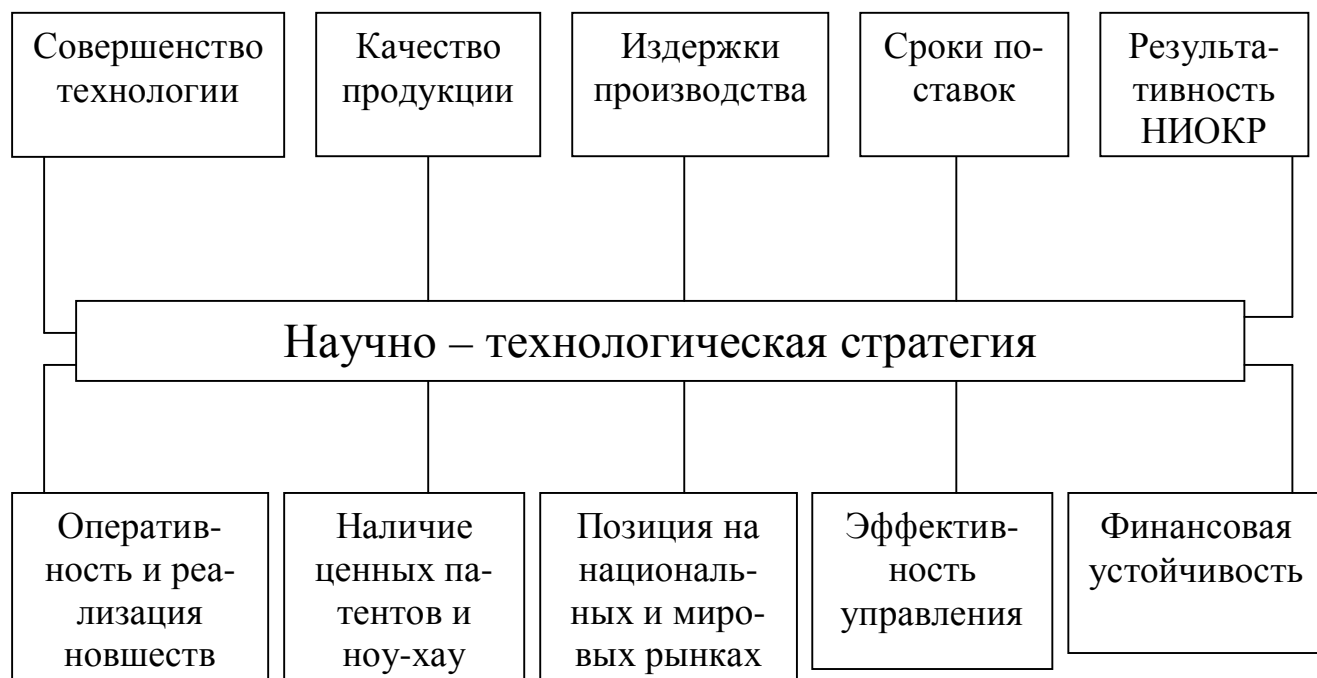 Совершенство
технологии
Качество
продукции
Издержки
производства
Сроки по-
ставок
Результа-
тивность
НИОКР
Научно – технологическая стратегия
Оператив-
ность и реа-
лизация
новшеств
Наличие
ценных па-
тентов и
ноу-хау
Позиция на
националь-
ных и миро-
вых рынках
Эффектив-
ность
управления
Финансовая
устойчивость